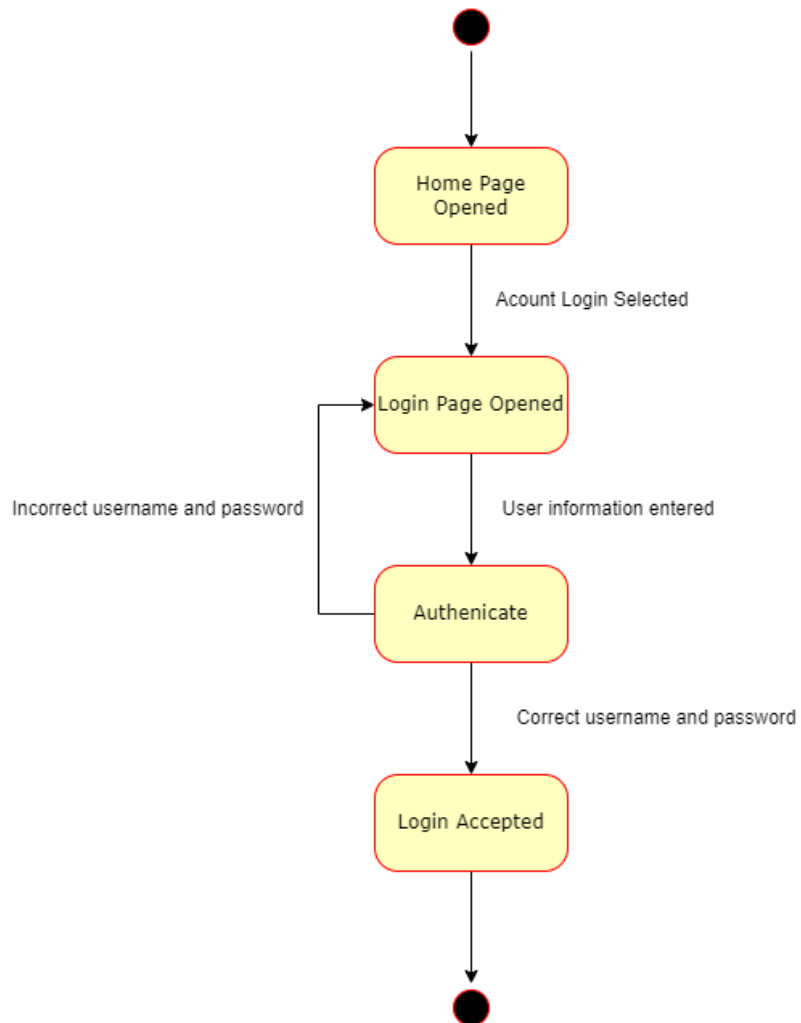 Home Page
Opened
Acount Login Selected
Login Page Opened
Incorrect username and password
User information entered
Authenicate
Correct username and password
Login Accepted